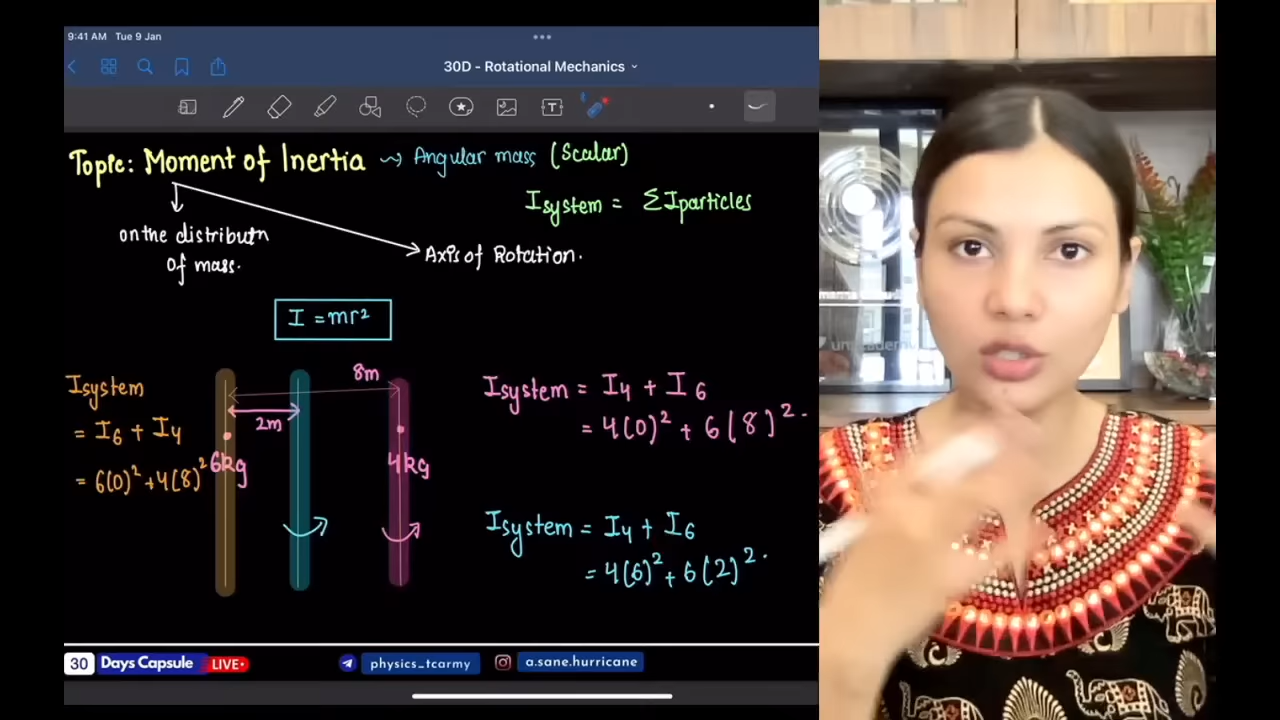 9:41 AM Tue 9 Jan
30D - Rotational Mechanics
Topic: Moment of Inertia ⤳ Angular mass (Scalar)
Isystem = ΣIparticles
on the distributn
Of mass.
Axis of Rotation.
I = mr²
8m
2m
6kg
4kg
Isystem
= I6 + I4
= 6(0)² + 4(8)²
Isystem = I4 + I6
= 4(0)² + 6(8)².
Isystem = I4 + I6
= 4(6)² + 6(2)².
30 Days Capsule LIVE
physics_tcarmy
a.sane.hurricane